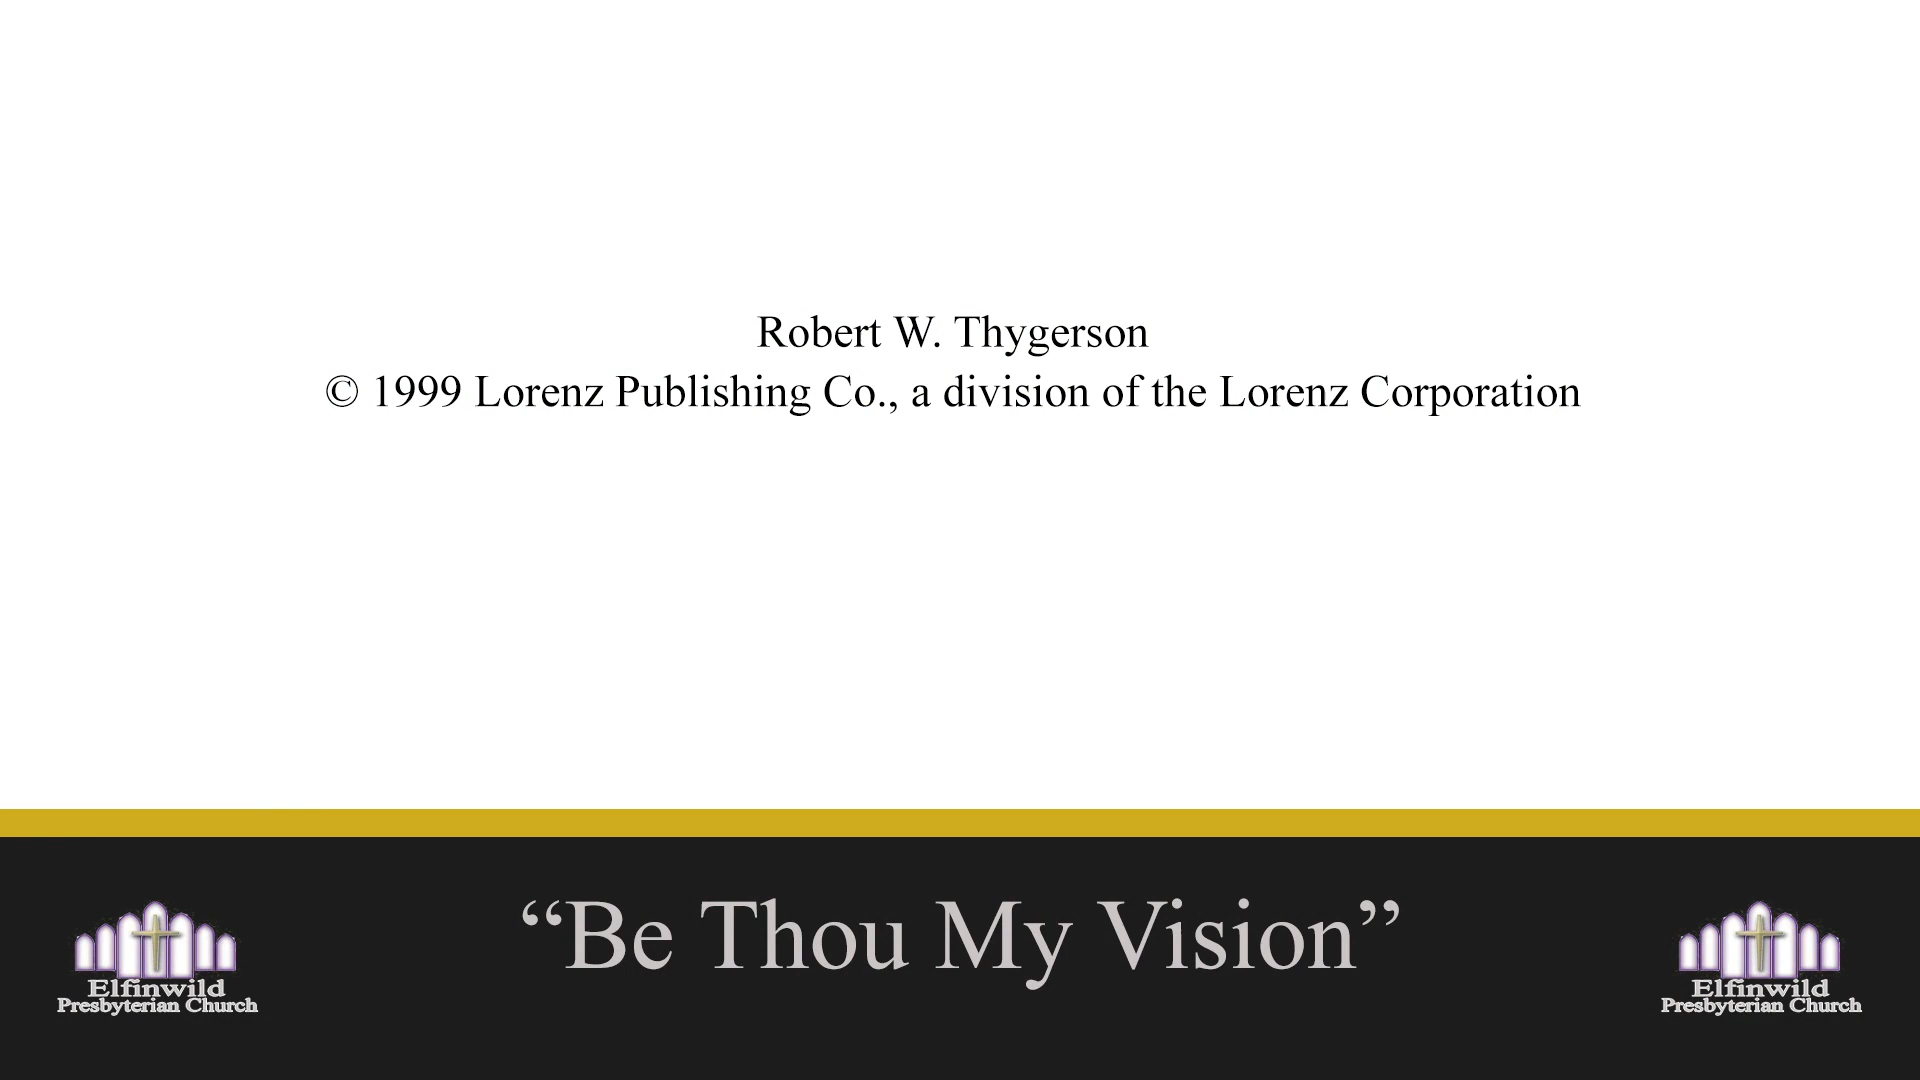 Robert W. Thygerson
© 1999 Lorenz Publishing Co., a division of the Lorenz Corporation
“Be Thou My Vision”
Elfinwild
Presbyterian Church
Elfinwild
Presbyterian Church